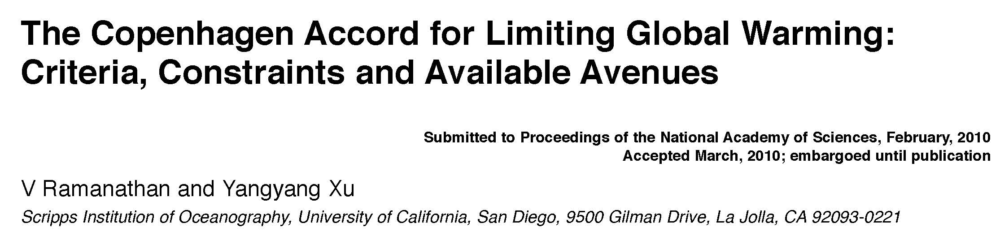 The Copenhagen Accord for Limiting Global Warming:
Criteria, Constraints and Available Avenues
Submitted to Proceedings of the National Academy of Sciences, February, 2010
Accepted March, 2010; embargoed until publication
V Ramanathan and Yangyang Xu
Scripps Institution of Oceanography, University of California, San Diego, 9500 Gilman Drive, La Jolla, CA 92093-0221